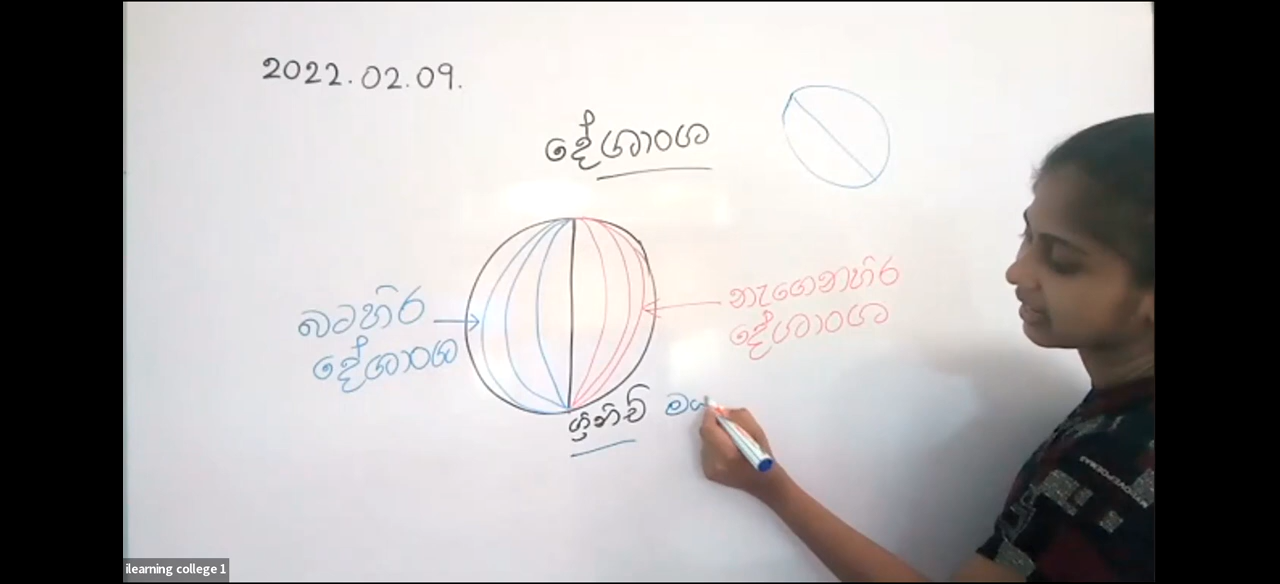 2022.02.09.
දේශාංශ
බටහිර
දේශාංශ
නැගෙනහිර
දේශාංශ
ග්‍රිනිච්
ilearning college 1